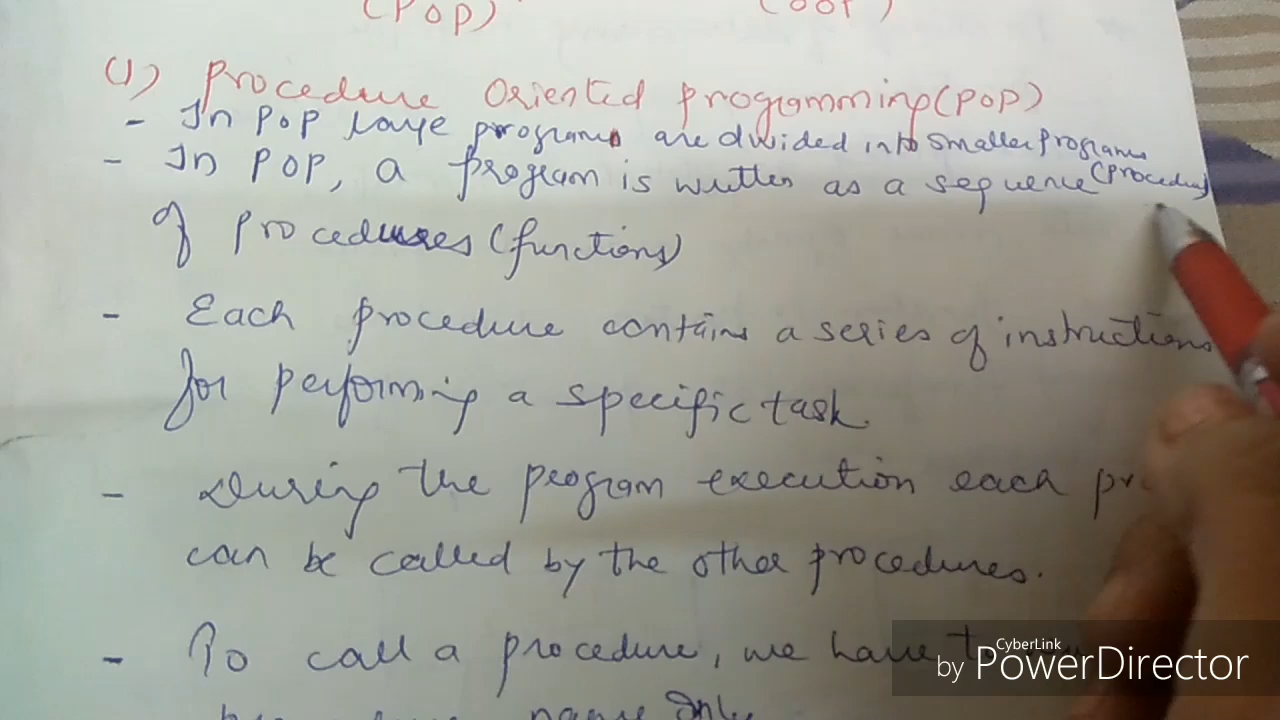 (POP) (OOP)
(1) Procedure Oriented Programming (POP)
- In POP large programs are divided into smaller programs
(procedures)
- In POP, a program is written as a sequence
of procedures (functions)
- Each procedure contains a series of instructions
for performing a specific task.
- During the program execution each pro
can be called by the other procedures.
- To call a procedure, we have
name only
CyberLink
by PowerDirector